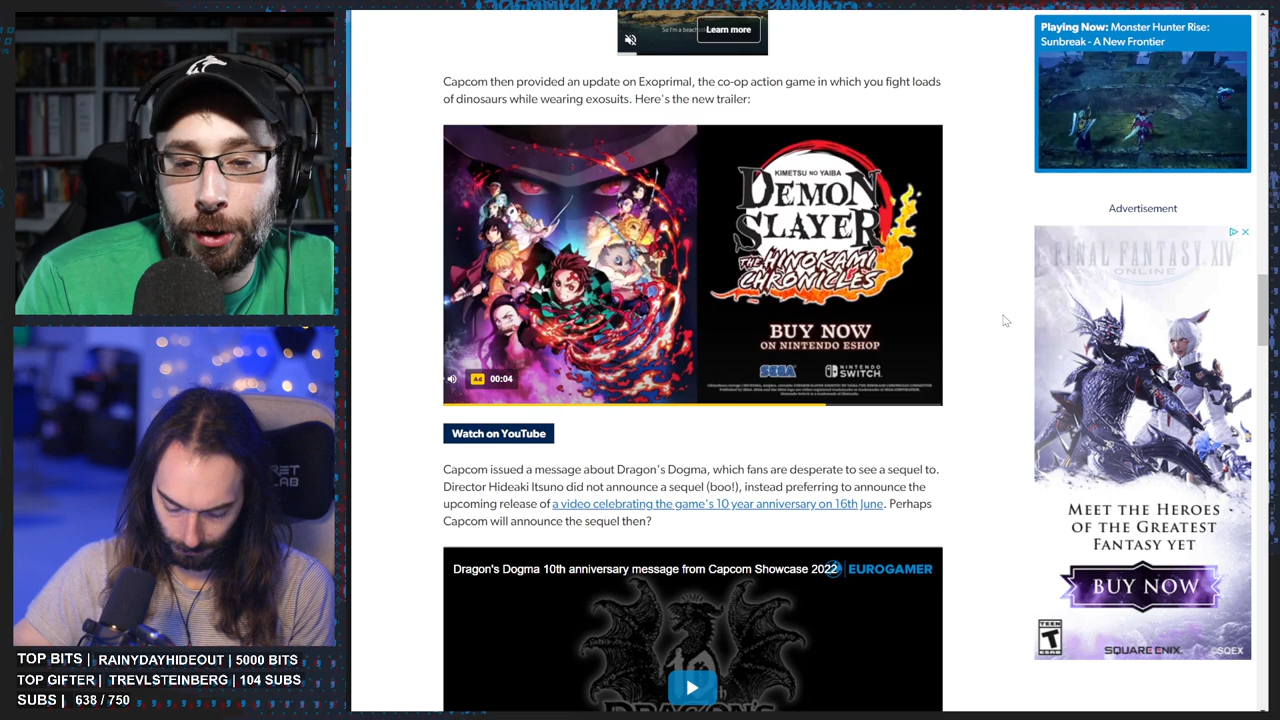 So I'm a beach
Learn more
Capcom then provided an update on Exoprimal, the co-op action game in which you fight loads
of dinosaurs while wearing exosuits. Here's the new trailer:
KIMETSU NO YAIBA
DEMON
SLAYER
THE HINOKAMI
CHRONICLES
BUY NOW
ON NINTENDO ESHOP
SEGA
NINTENDO
SWITCH
Ad 00:04
Watch on YouTube
Capcom issued a message about Dragon's Dogma, which fans are desperate to see a sequel to.
Director Hideaki Itsuno did not announce a sequel (boo!), instead preferring to announce the
upcoming release of a video celebrating the game's 10 year anniversary on 16th June. Perhaps
Capcom will announce the sequel then?
Dragon's Dogma 10th anniversary message from Capcom Showcase 2022
EUROGAMER
10
DRAGONS
Playing Now: Monster Hunter Rise:
Sunbreak - A New Frontier
Advertisement
FINAL FANTASY XIV
ONLINE
MEET THE HEROES
OF THE GREATEST
FANTASY YET
BUY NOW
TEEN
T
ESRB
SQUARE ENIX.
©SQEX
TOP BITS | RAINYDAYHIDEOUT | 5000 BITS
TOP GIFTER | TREVLSTEINBERG | 104 SUBS
SUBS | 638 / 750